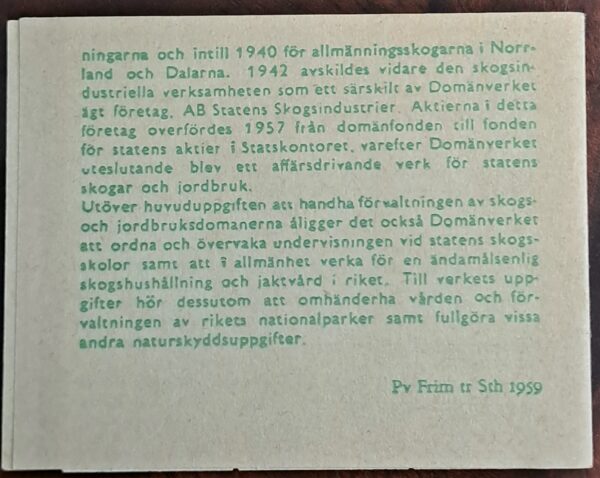 ningarna och intill 1940 för allmänningsskogarna i Norr-
land och Dalarna. 1942 avskildes vidare den skogsin-
dustriella verksamheten som ett särskilt av Domänverket
ägt företag, AB Statens Skogsindustrier. Aktierna i detta
företag överfördes 1957 från domänfonden till fonden
för statens aktier i Statskontoret, varefter Domänverket
uteslutande blev ett affärsdrivande verk för statens
skogar och jordbruk.
Utöver huvuduppgiften att handha förvaltningen av skogs-
och jordbruksdomänerna åligger det också Domänverket
att ordna och övervaka undervisningen vid statens skogs-
skolor samt att i allmänhet verka för en ändamålsenlig
skogshushållning och jaktvård i riket. Till verkets upp-
gifter hör dessutom att omhänderha vården och för-
valtningen av rikets nationalparker samt fullgöra vissa
andra naturskyddsuppgifter.
Pv Frim tr Sth 1959